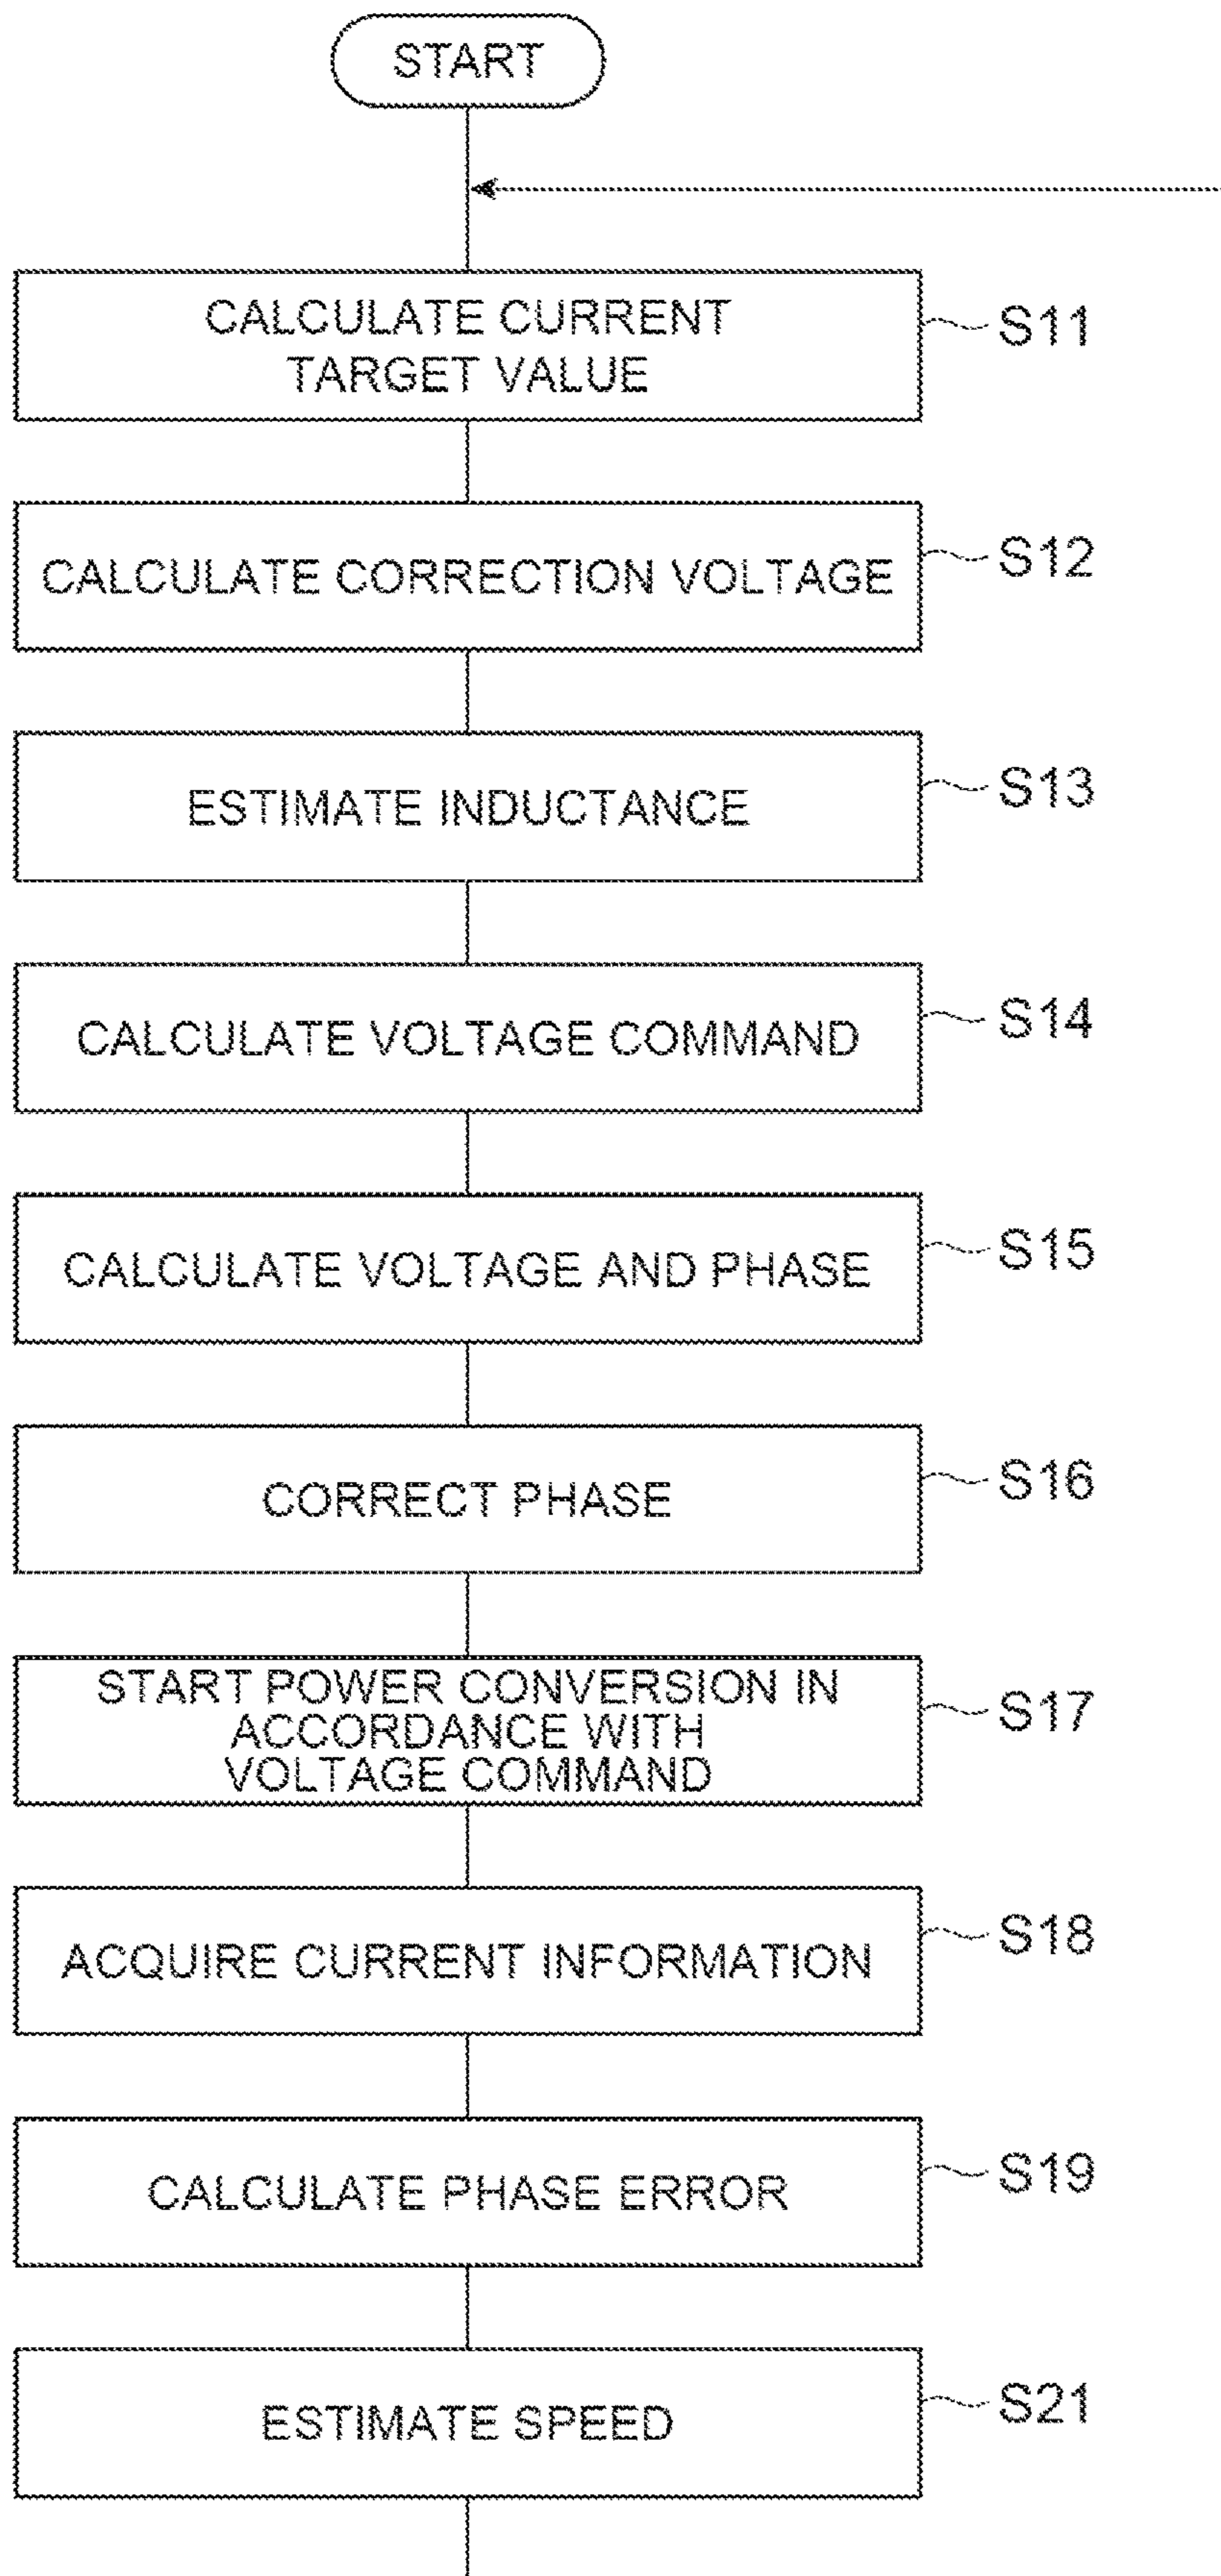 START
CALCULATE CURRENT
TARGET VALUE
S11
CALCULATE CORRECTION VOLTAGE
S12
ESTIMATE INDUCTANCE
S13
CALCULATE VOLTAGE COMMAND
S14
CALCULATE VOLTAGE AND PHASE
S15
CORRECT PHASE
S16
START POWER CONVERSION IN
ACCORDANCE WITH
VOLTAGE COMMAND
S17
ACQUIRE CURRENT INFORMATION
S18
CALCULATE PHASE ERROR
S19
ESTIMATE SPEED
S21